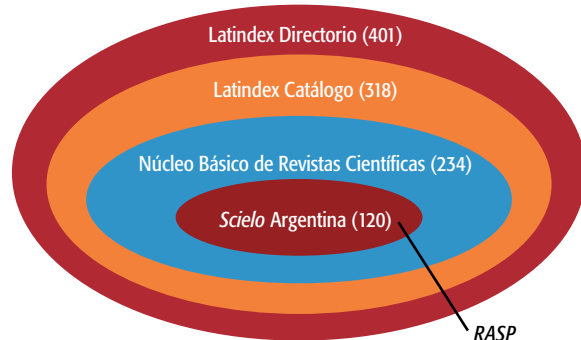 Latindex Directorio (401)
Latindex Catálogo (318)
Núcleo Básico de Revistas Científicas (234)
Scielo Argentina (120)
RASP